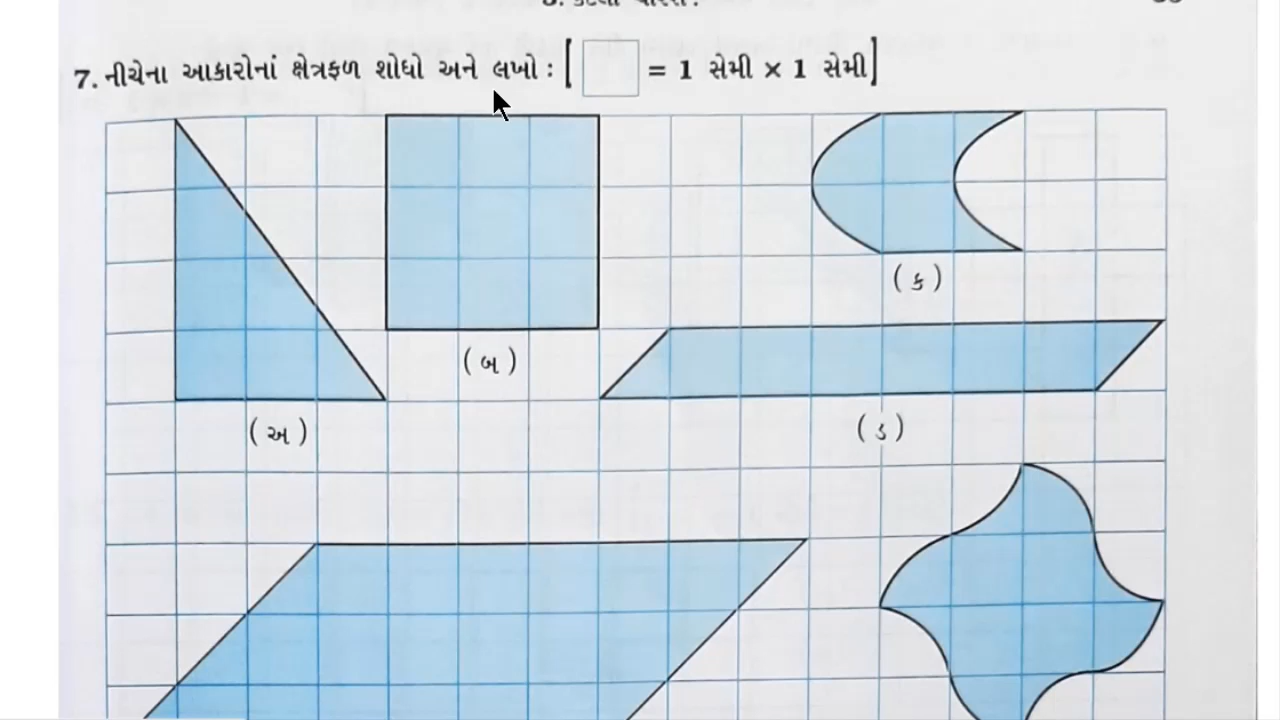 7. નીચેના આકારોનાં ક્ષેત્રફળ શોધો અને લખો : [ = 1 સેમી × 1 સેમી]
( ક )
( બ )
( અ )
( ડ )